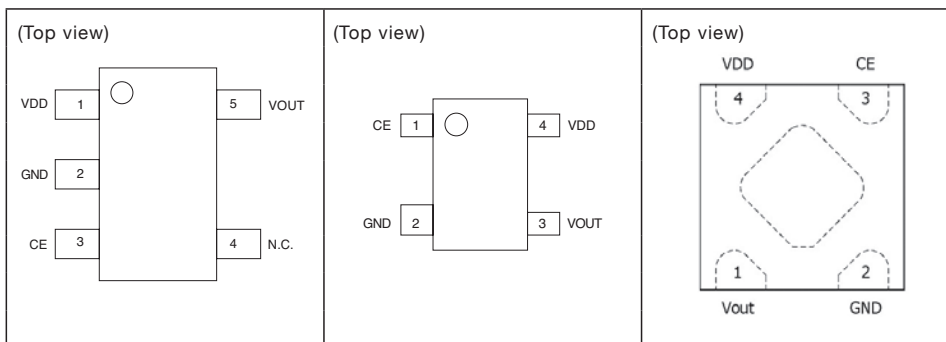 (Top view)
VDD 1
5 VOUT
GND 2
CE 3
4 N.C.
(Top view)
CE 1
4 VDD
GND 2
3 VOUT
(Top view)
VDD CE
4 3
1 2
Vout GND